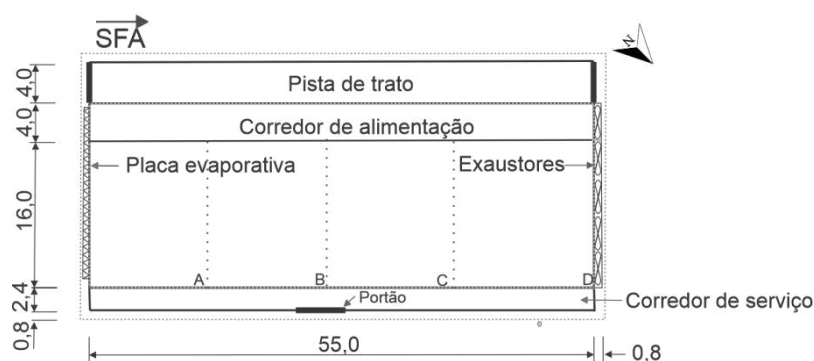 SFA
N
4,0
Pista de trato
4,0
Corredor de alimentação
16,0
Placa evaporativa
Exaustores
A
B
C
D
2,4
Portão
Corredor de serviço
0,8
55,0
0,8